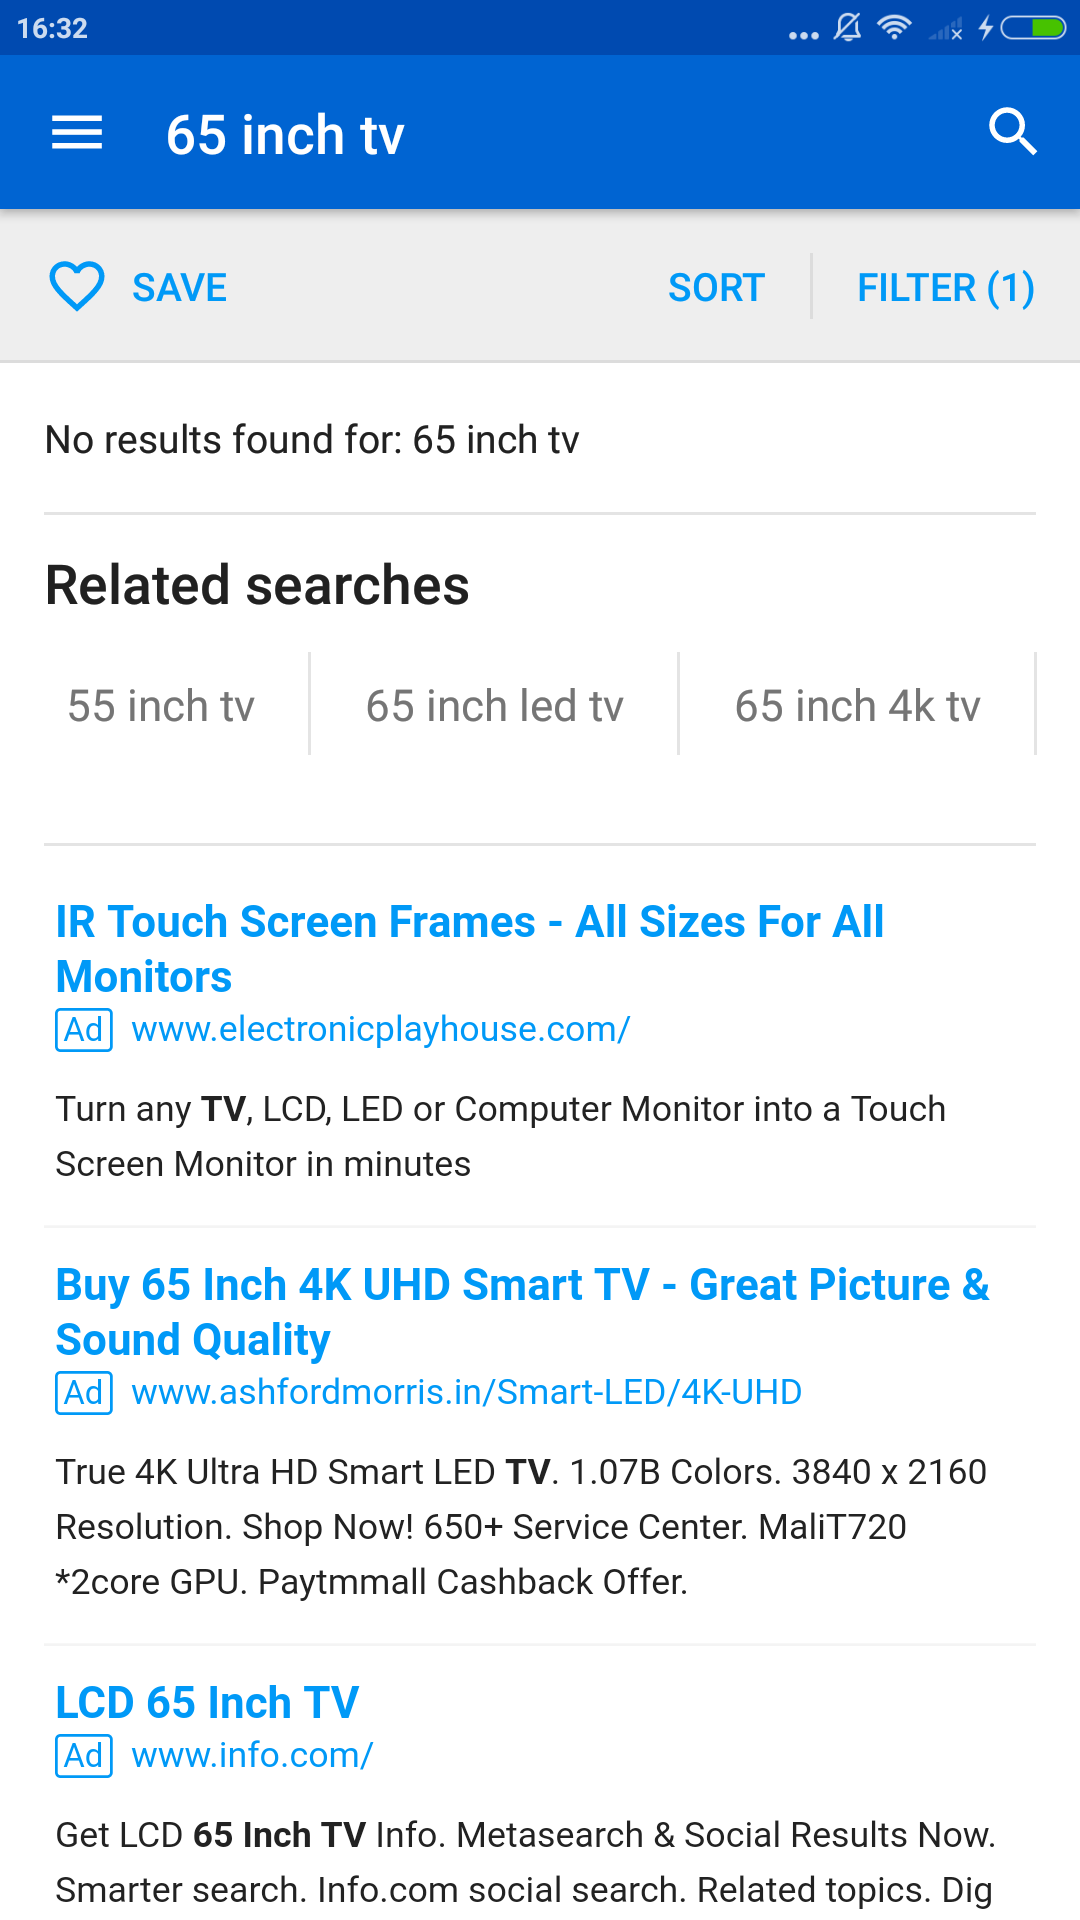 16:32
65 inch tv
SAVE SORT FILTER (1)
No results found for: 65 inch tv
Related searches
55 inch tv 65 inch led tv 65 inch 4k tv
IR Touch Screen Frames - All Sizes For All
Monitors
Ad www.electronicplayhouse.com/
Turn any TV, LCD, LED or Computer Monitor into a Touch
Screen Monitor in minutes
Buy 65 Inch 4K UHD Smart TV - Great Picture &
Sound Quality
Ad www.ashfordmorris.in/Smart-LED/4K-UHD
True 4K Ultra HD Smart LED TV. 1.07B Colors. 3840 x 2160
Resolution. Shop Now! 650+ Service Center. MaliT720
*2core GPU. Paytmmall Cashback Offer.
LCD 65 Inch TV
Ad www.info.com/
Get LCD 65 Inch TV Info. Metasearch & Social Results Now.
Smarter search. Info.com social search. Related topics. Dig